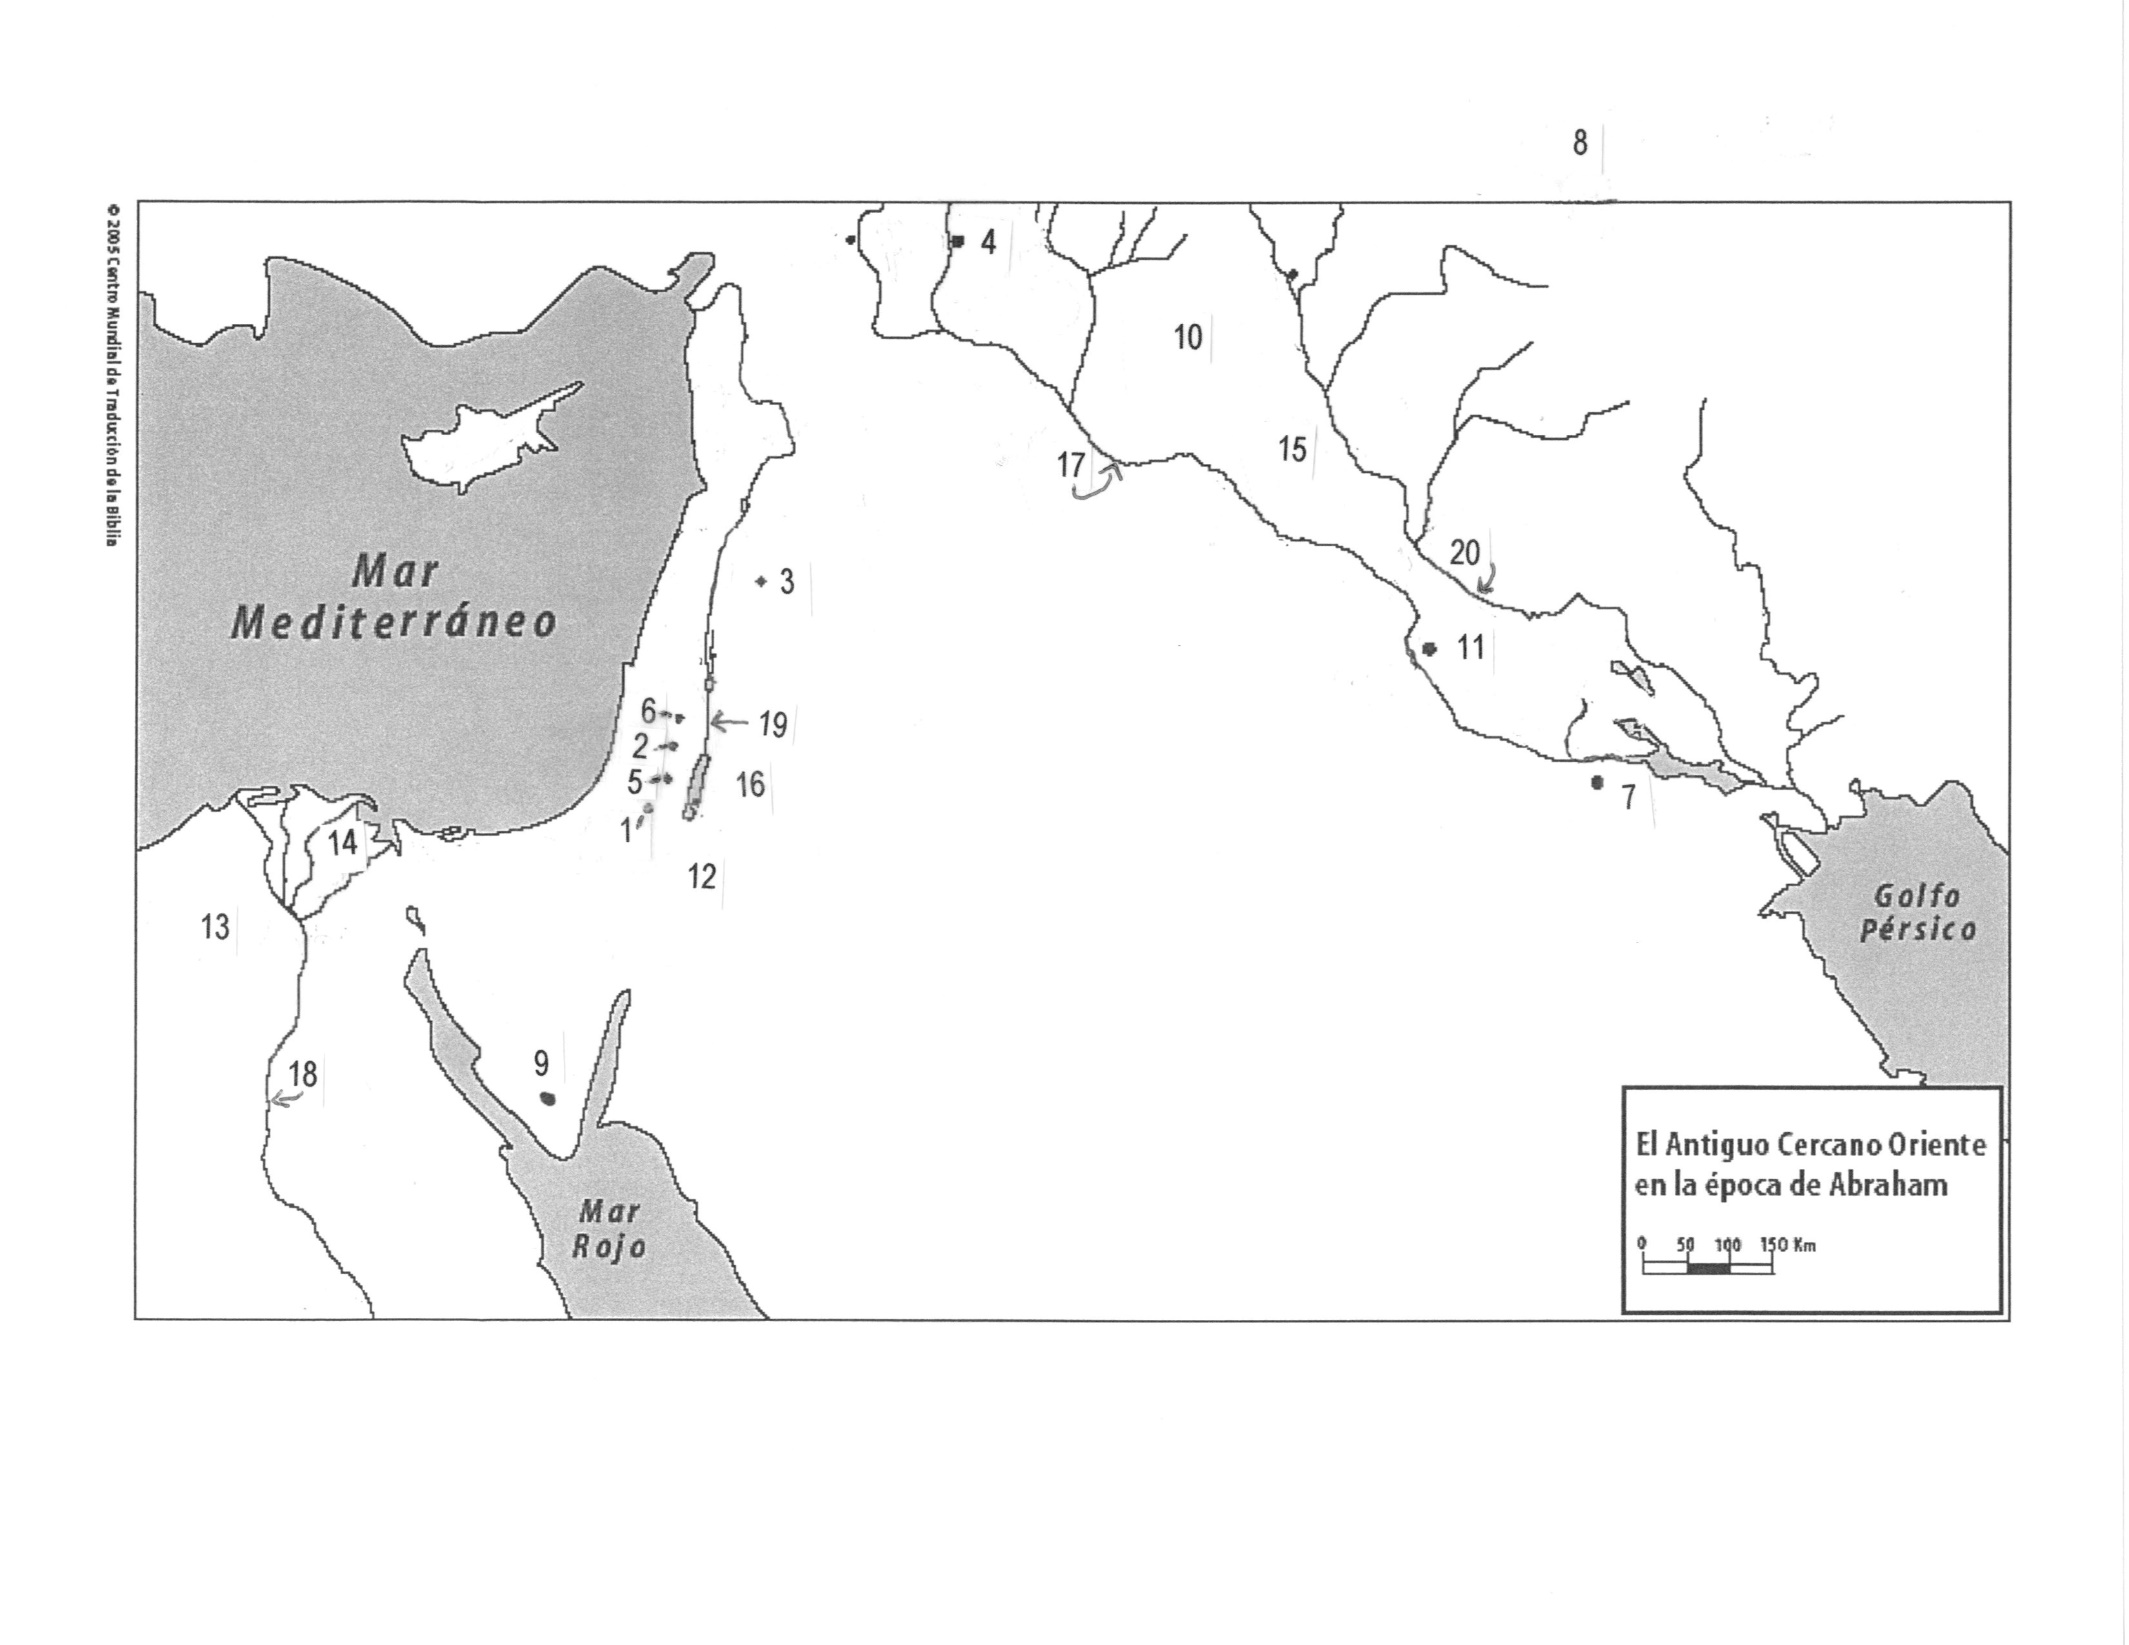 8
© 2005 Centro Mundial de Traducción de la Biblia
4
10
15
17
Mar
Mediterráneo
3
20
11
6
19
2
5
16
7
1
14
12
13
Golfo
Pérsico
9
18
Mar
Rojo
El Antiguo Cercano Oriente
en la época de Abraham
0 50 100 150 Km